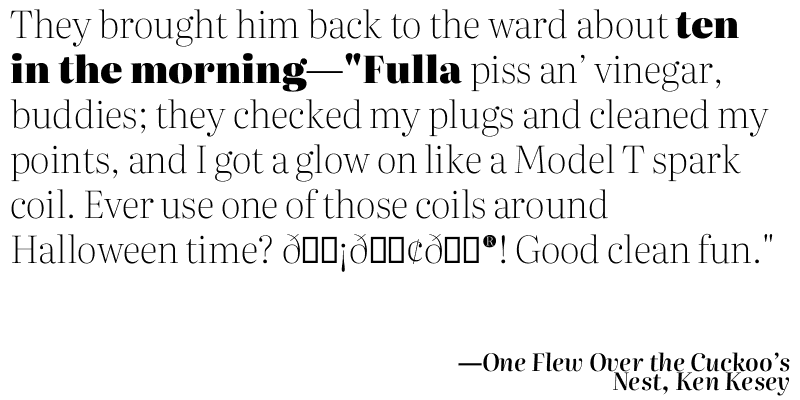 They brought him back to the ward about ten
in the morning—"Fulla piss an’ vinegar,
buddies; they checked my plugs and cleaned my
points, and I got a glow on like a Model T spark
coil. Ever use one of those coils around
Halloween time? ð▯▯¡ð▯▯¢ð▯▯®! Good clean fun."
—One Flew Over the Cuckoo’s
Nest, Ken Kesey